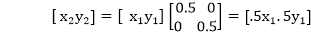 [ x₂y₂] = [ x₁y₁] [0.5 0
0 0.5] = [.5x₁. 5y₁]